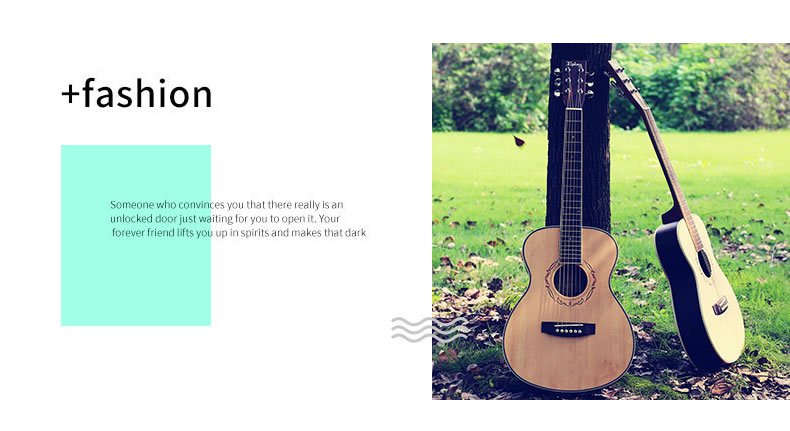 +fashion
Someone who convinces you that there really is an
unlocked door just waiting for you to open it. Your
forever friend lifts you up in spirits and makes that dark